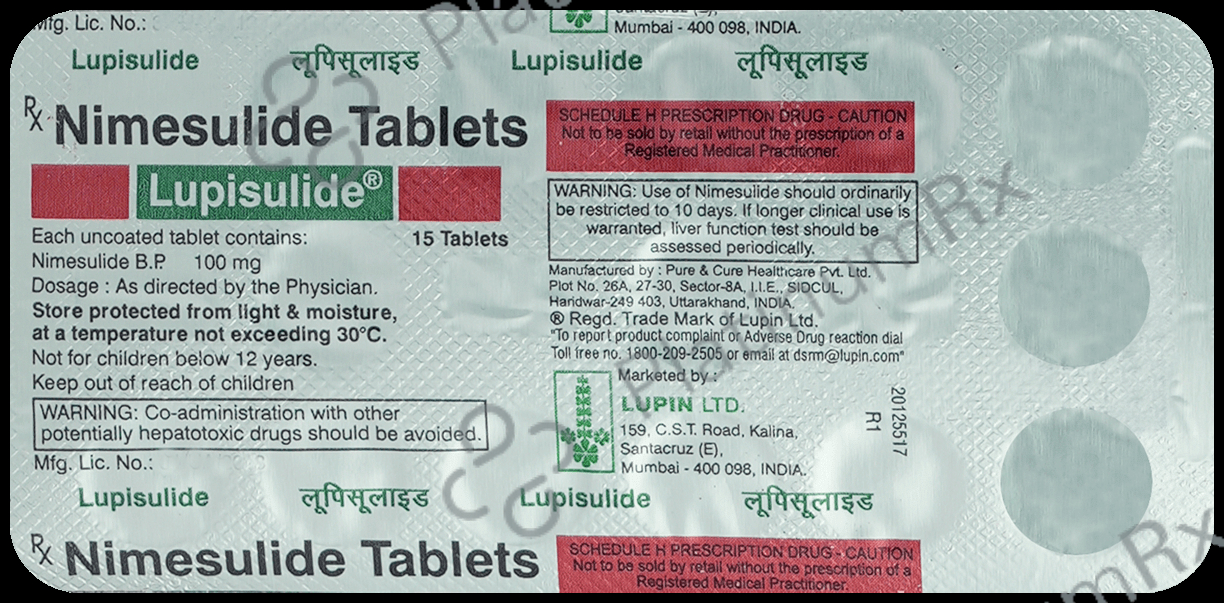 Mfg. Lic. No.:
Santacruz (E),
Mumbai - 400 098, INDIA.
Lupisulide लूपिसूलाइड Lupisulide लूपिसूलाइड
Rx Nimesulide Tablets
Lupisulide®
Each uncoated tablet contains: 15 Tablets
Nimesulide B.P. 100 mg
Dosage : As directed by the Physician.
Store protected from light & moisture,
at a temperature not exceeding 30°C.
Not for children below 12 years.
Keep out of reach of children
WARNING: Co-administration with other
potentially hepatotoxic drugs should be avoided.
Mfg. Lic. No.:
SCHEDULE H PRESCRIPTION DRUG - CAUTION
Not to be sold by retail without the prescription of a
Registered Medical Practitioner.
WARNING: Use of Nimesulide should ordinarily
be restricted to 10 days. If longer clinical use is
warranted, liver function test should be
assessed periodically.
Manufactured by : Pure & Cure Healthcare Pvt. Ltd.
Plot No. 26A, 27-30, Sector-8A, I.I.E., SIDCUL,
Haridwar-249 403, Uttarakhand, INDIA.
® Regd. Trade Mark of Lupin Ltd.
"To report product complaint or Adverse Drug reaction dial
Toll free no. 1800-209-2505 or email at dsrm@lupin.com"
Marketed by :
LUPIN LTD.
159, C.S.T. Road, Kalina,
Santacruz (E),
Mumbai - 400 098, INDIA.
20125517
R1
Lupisulide लूपिसूलाइड Lupisulide लूपिसूलाइड
Rx Nimesulide Tablets
SCHEDULE H PRESCRIPTION DRUG - CAUTION
Not to be sold by retail without the prescription of a
Registered Medical Practitioner.
PlatinumRx